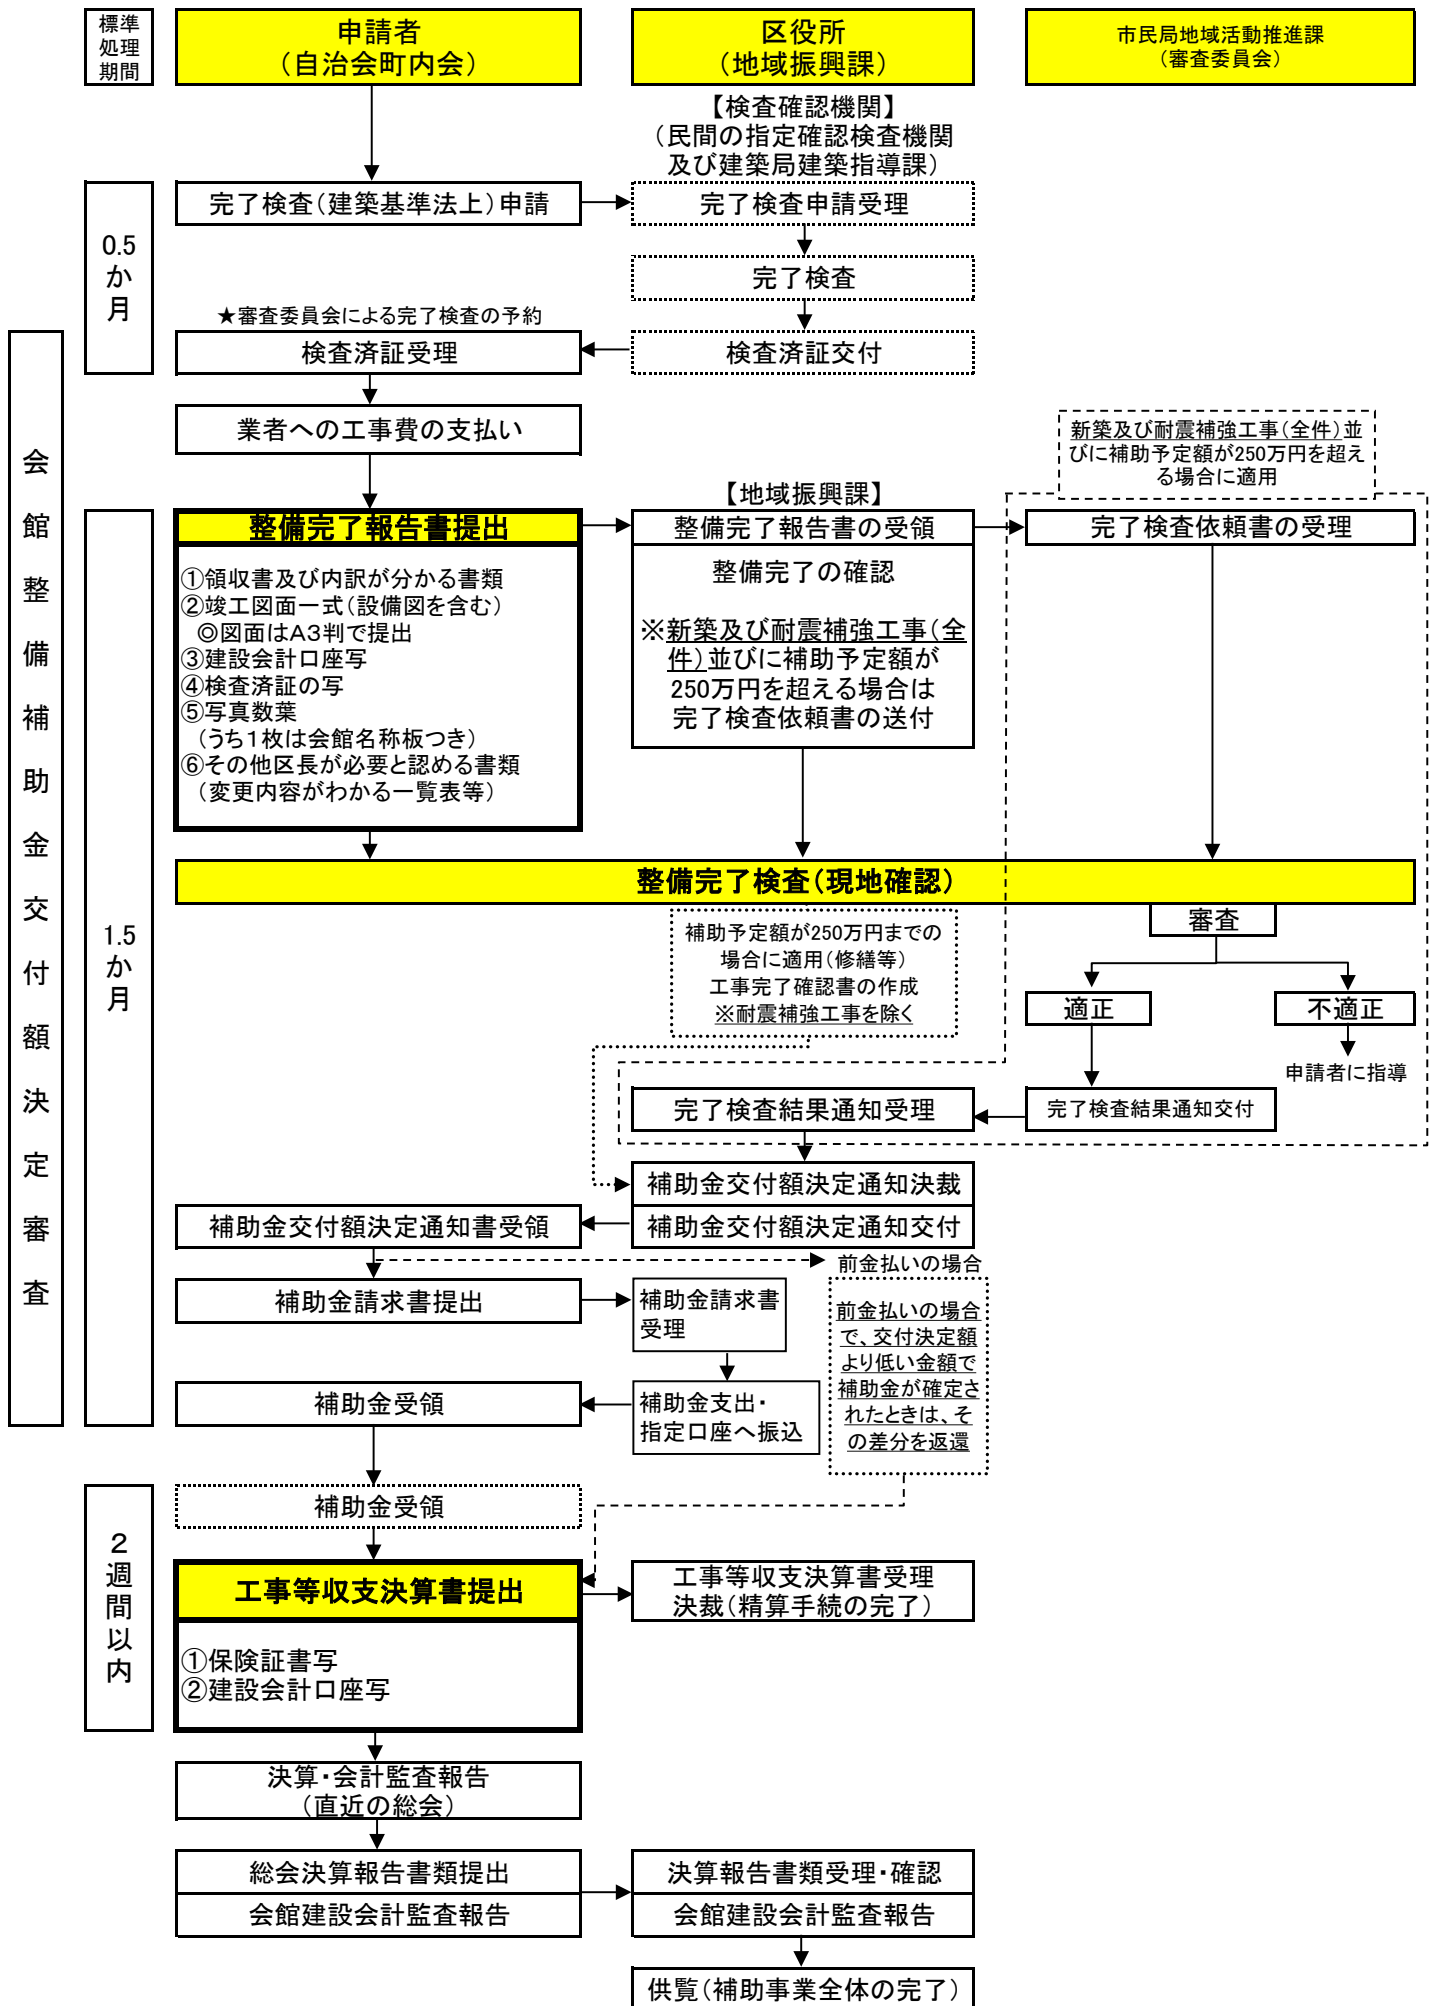 標準
処理
期間
申請者
（自治会町内会）
区役所
（地域振興課）
市民局地域活動推進課
（審査委員会）
【検査確認機関】
（民間の指定確認検査機関
及び建築局建築指導課）
0.5
か
月
完了検査（建築基準法上）申請
完了検査申請受理
完了検査
★審査委員会による完了検査の予約
検査済証受理
検査済証交付
業者への工事費の支払い
新築及び耐震補強工事（全件）並
びに補助予定額が250万円を超え
る場合に適用
会
館
整
備
補
助
金
交
付
額
決
定
審
査
1.5
か
月
【地域振興課】
整備完了報告書提出
整備完了報告書の受領
完了検査依頼書の受理
①領収書及び内訳が分かる書類
②竣工図面一式（設備図を含む）
◎図面はA3判で提出
③建設会計口座写
④検査済証の写
⑤写真数葉
（うち１枚は会館名称板つき）
⑥その他区長が必要と認める書類
（変更内容がわかる一覧表等）
整備完了の確認
※新築及び耐震補強工事（全
件）並びに補助予定額が
250万円を超える場合は
完了検査依頼書の送付
整備完了検査（現地確認）
補助予定額が250万円までの
場合に適用（修繕等）
工事完了確認書の作成
※耐震補強工事を除く
審査
適正
不適正
申請者に指導
完了検査結果通知受理
完了検査結果通知交付
補助金交付額決定通知決裁
補助金交付額決定通知書受領
補助金交付額決定通知交付
前金払いの場合
補助金請求書提出
補助金請求書
受理
前金払いの場合
で、交付決定額
より低い金額で
補助金が確定さ
れたときは、そ
の差分を返還
補助金受領
補助金支出・
指定口座へ振込
２
週
間
以
内
補助金受領
工事等収支決算書提出
工事等収支決算書受理
決裁（精算手続の完了）
①保険証書写
②建設会計口座写
決算・会計監査報告
（直近の総会）
総会決算報告書類提出
決算報告書類受理・確認
会館建設会計監査報告
会館建設会計監査報告
供覧（補助事業全体の完了）